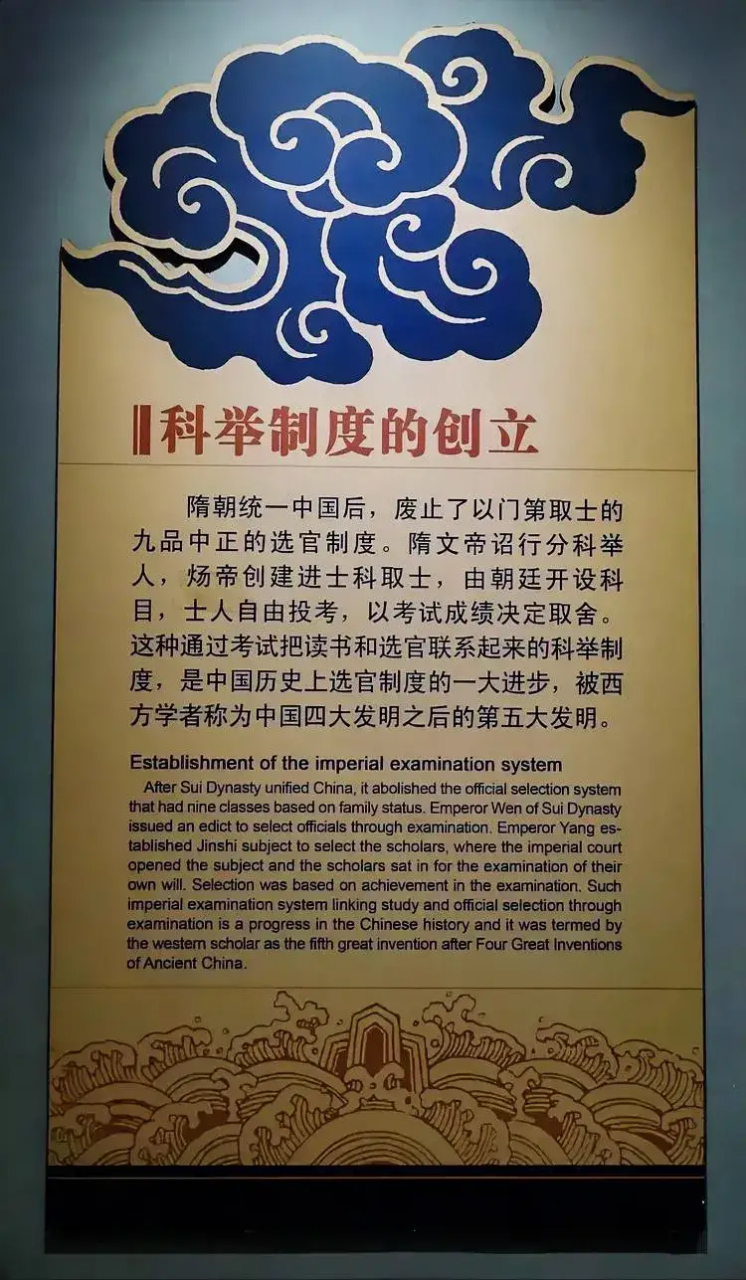 科举制度的创立
隋朝统一中国后，废止了以门第取士的
九品中正的选官制度。隋文帝诏行分科举
人，炀帝创建进士科取士，由朝廷开设科
目，士人自由投考，以考试成绩决定取舍。
这种通过考试把读书和选官联系起来的科举制
度，是中国历史上选官制度的一大进步，被西
方学者称为中国四大发明之后的第五大发明。
Establishment of the imperial examination system
After Sui Dynasty unified China, it abolished the official selection system
that had nine classes based on family status. Emperor Wen of Sui Dynasty
issued an edict to select officials through examination. Emperor Yang es-
tablished Jinshi subject to select the scholars, where the imperial court
opened the subject and the scholars sat in for the examination of their
own will. Selection was based on achievement in the examination. Such
imperial examination system linking study and official selection through
examination is a progress in the Chinese history and it was termed by
the western scholar as the fifth great invention after Four Great Inventions
of Ancient China.